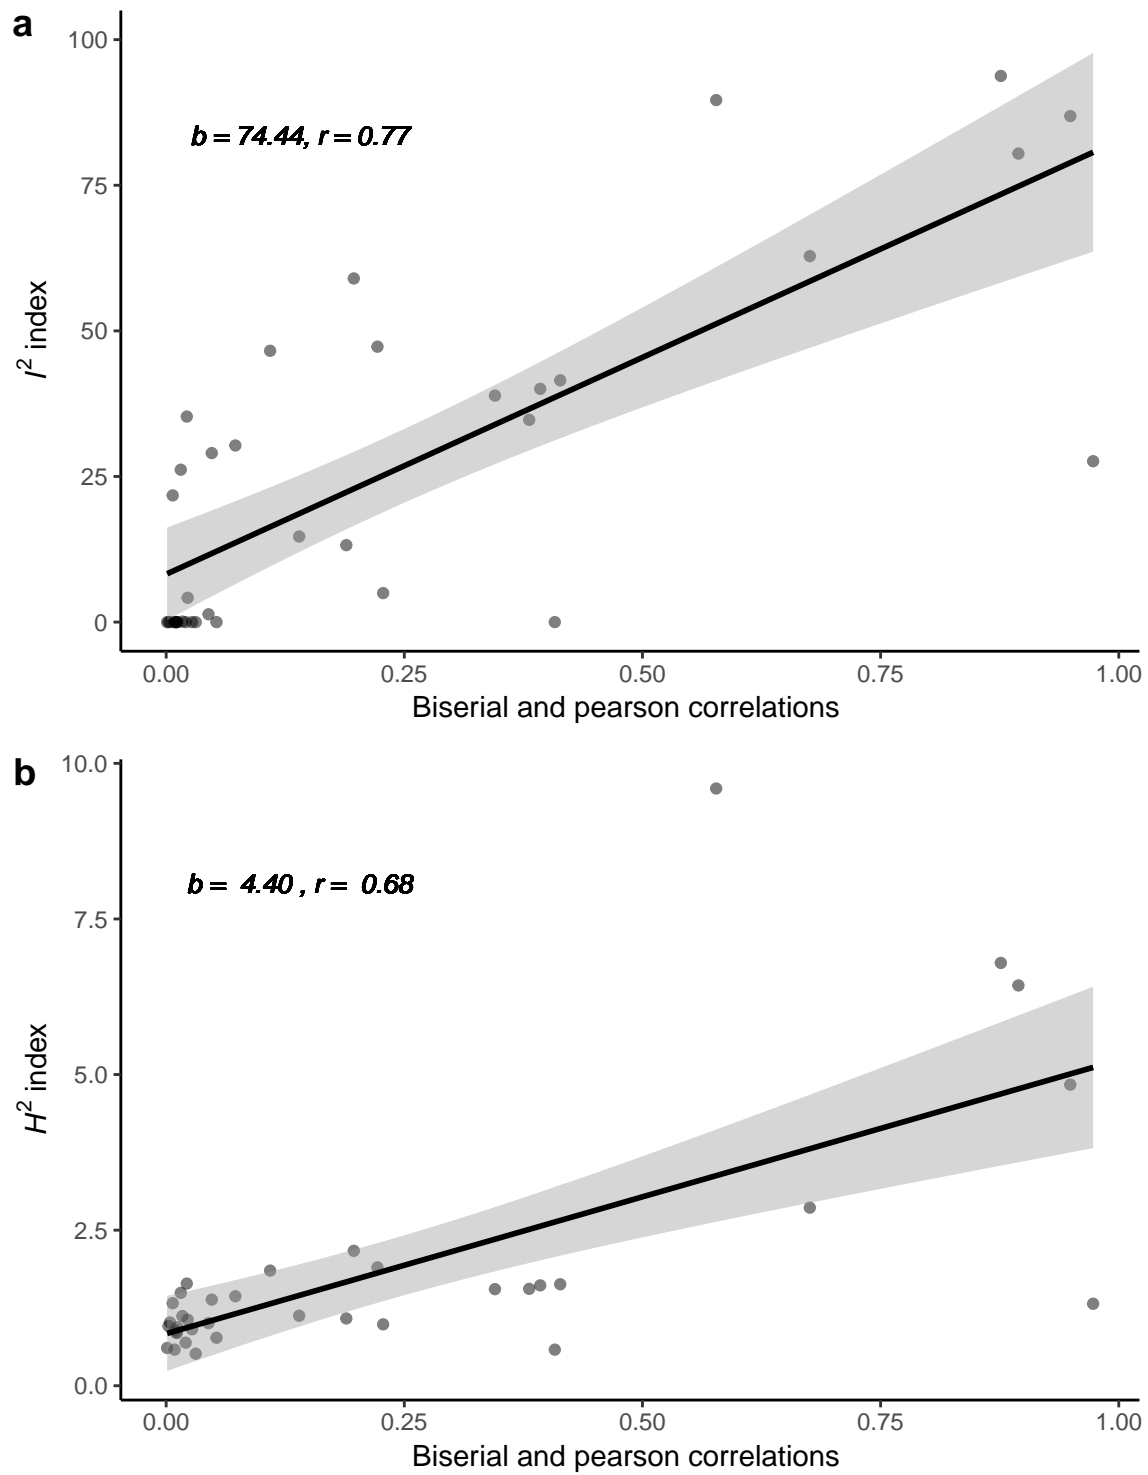 a
100
75
50
25
0
I² index
b = 74.44, r = 0.77
0.00 0.25 0.50 0.75 1.00
Biserial and pearson correlations
b
10.0
7.5
5.0
2.5
0.0
H² index
b = 4.40 , r = 0.68
0.00 0.25 0.50 0.75 1.00
Biserial and pearson correlations